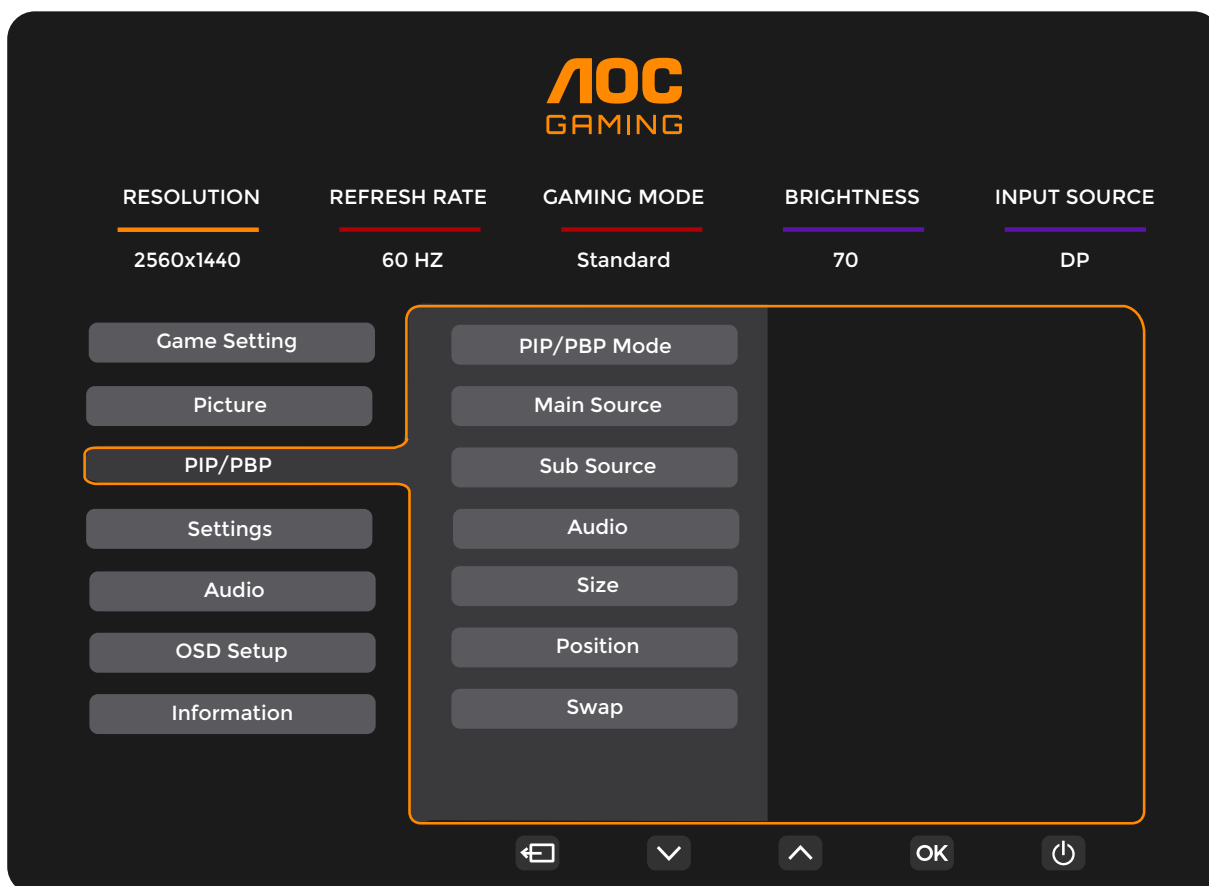 AOC
GAMING
RESOLUTION REFRESH RATE GAMING MODE BRIGHTNESS INPUT SOURCE
2560x1440 60 HZ Standard 70 DP
Game Setting
Picture
PIP/PBP
Settings
Audio
OSD Setup
Information
PIP/PBP Mode
Main Source
Sub Source
Audio
Size
Position
Swap
OK